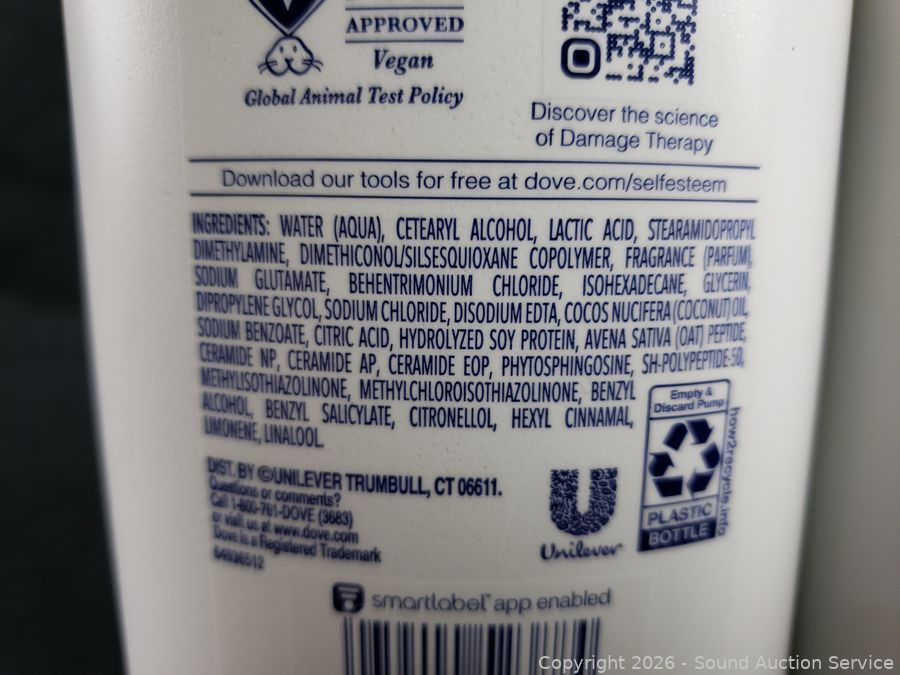 APPROVED
Vegan
Global Animal Test Policy
Discover the science
of Damage Therapy
Download our tools for free at dove.com/selfesteem
INGREDIENTS: WATER (AQUA), CETEARYL ALCOHOL, LACTIC ACID, STEARAMIDOPROPYL
DIMETHYLAMINE, DIMETHICONOL/SILSESQUIOXANE COPOLYMER, FRAGRANCE (PARFUM),
SODIUM GLUTAMATE, BEHENTRIMONIUM CHLORIDE, ISOHEXADECANE, GLYCERIN,
DIPROPYLENE GLYCOL, SODIUM CHLORIDE, DISODIUM EDTA, COCOS NUCIFERA (COCONUT) OIL,
SODIUM BENZOATE, CITRIC ACID, HYDROLYZED SOY PROTEIN, AVENA SATIVA (OAT) PEPTIDE,
CERAMIDE NP, CERAMIDE AP, CERAMIDE EOP, PHYTOSPHINGOSINE, SH-POLYPEPTIDE-50,
METHYLISOTHIAZOLINONE, METHYLCHLOROISOTHIAZOLINONE, BENZYL
ALCOHOL, BENZYL SALICYLATE, CITRONELLOL, HEXYL CINNAMAL,
LIMONENE, LINALOOL.
Empty &
Discard Pump
how2recycle.info
PLASTIC
BOTTLE
DIST. BY ©UNILEVER TRUMBULL, CT 06611.
Questions or comments?
Call 1-800-761-DOVE (3683)
or visit us at www.dove.com
Dove is a Registered Trademark
Unilever
smartlabel™ app enabled
Copyright 2026 - Sound Auction Service